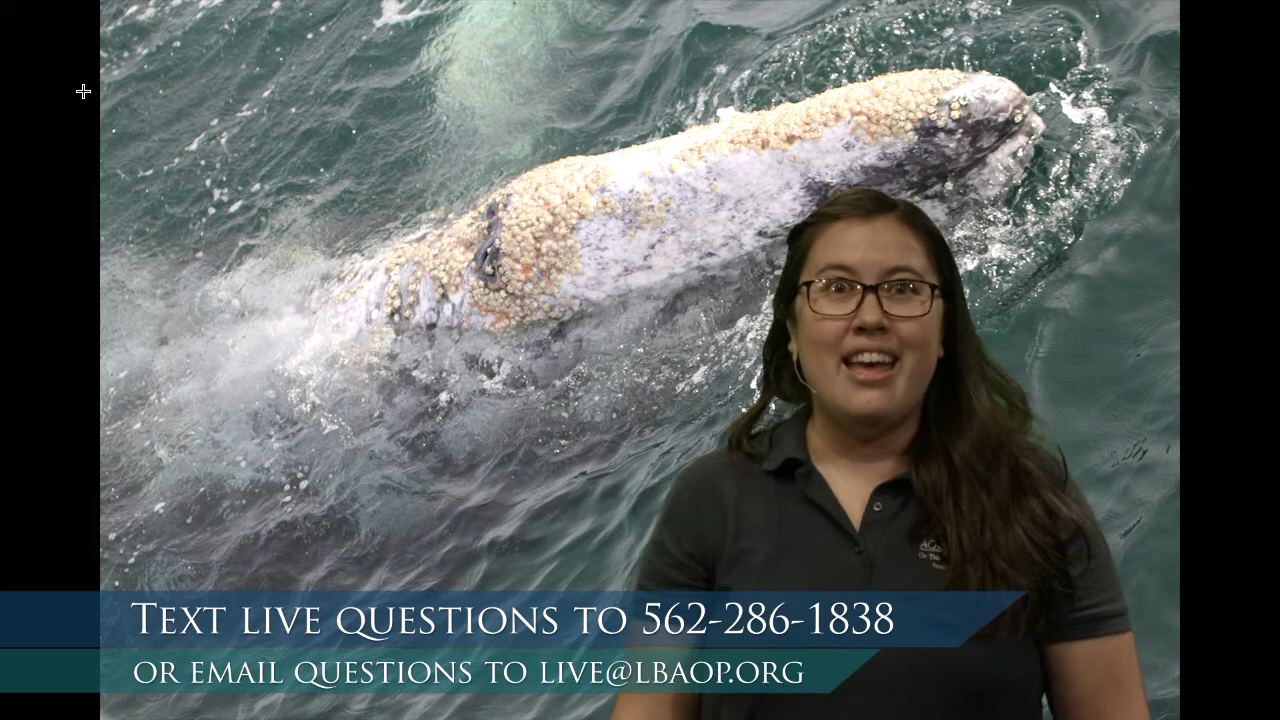 TEXT LIVE QUESTIONS TO 562-286-1838
OR EMAIL QUESTIONS TO LIVE@LBAOP.ORG